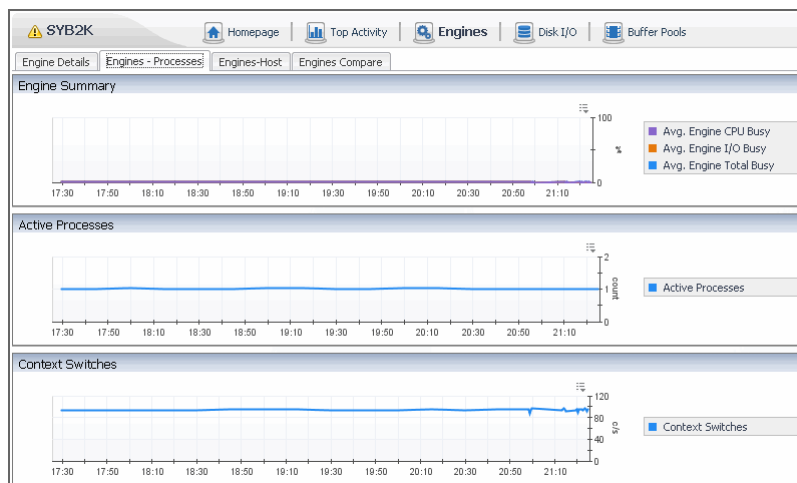 SYB2K Homepage Top Activity Engines Disk I/O Buffer Pools
Engine Details Engines - Processes Engines-Host Engines Compare
Engine Summary
100
%
0
Avg. Engine CPU Busy
Avg. Engine I/O Busy
Avg. Engine Total Busy
17:30 17:50 18:10 18:30 18:50 19:10 19:30 19:50 20:10 20:30 20:50 21:10
Active Processes
2
1
0
count
Active Processes
17:30 17:50 18:10 18:30 18:50 19:10 19:30 19:50 20:10 20:30 20:50 21:10
Context Switches
120
80
40
0
c/s
Context Switches
17:30 17:50 18:10 18:30 18:50 19:10 19:30 19:50 20:10 20:30 20:50 21:10